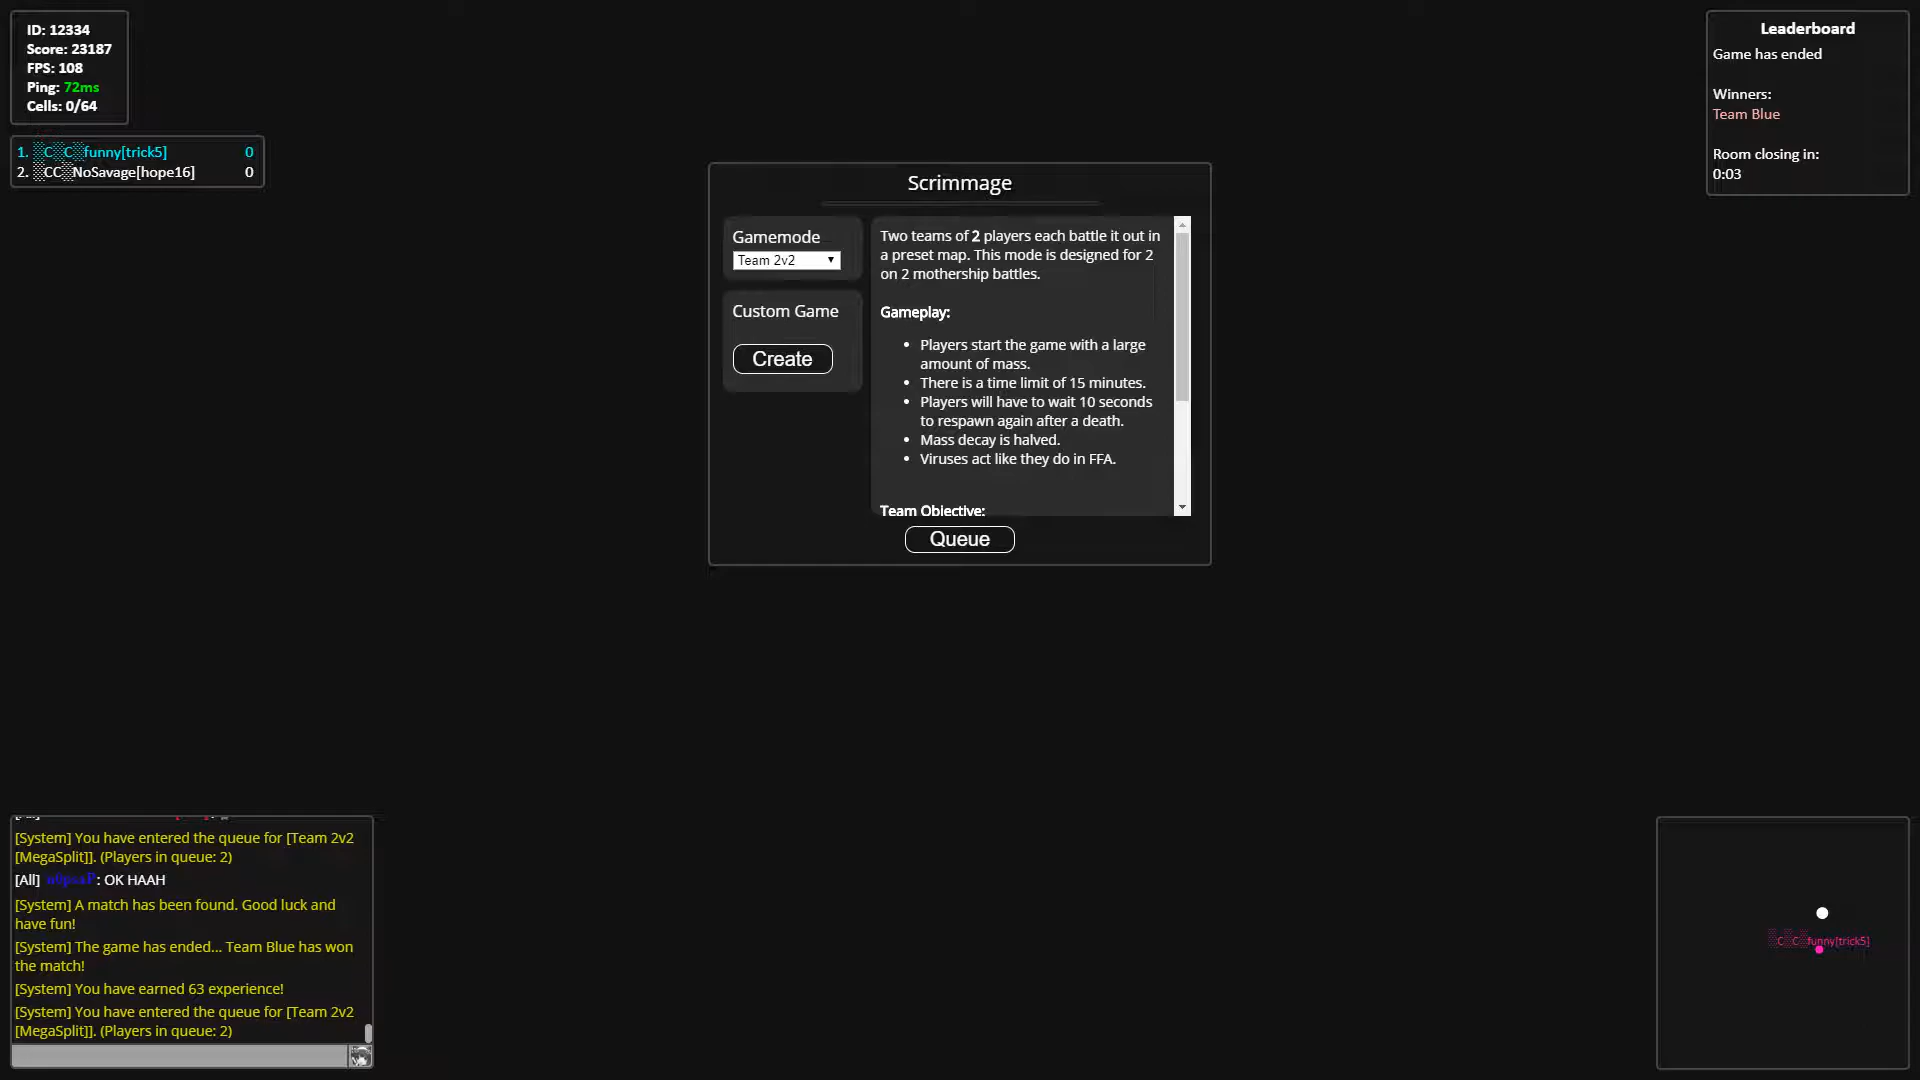 ID: 12334
Score: 23187
FPS: 108
Ping: 72ms
Cells: 0/64
1. ░C░C░funny[trick5] 0
2. ░CC░NoSavage[hope16] 0
Leaderboard
Game has ended
Winners:
Team Blue
Room closing in:
0:03
Scrimmage
Gamemode
Team 2v2
Custom Game
Create
Two teams of 2 players each battle it out in
a preset map. This mode is designed for 2
on 2 mothership battles.
Gameplay:
• Players start the game with a large
amount of mass.
• There is a time limit of 15 minutes.
• Players will have to wait 10 seconds
to respawn again after a death.
• Mass decay is halved.
• Viruses act like they do in FFA.
Team Objective:
Queue
[System] You have entered the queue for [Team 2v2
[MegaSplit]]. (Players in queue: 2)
[All] : OK HAAH
[System] A match has been found. Good luck and
have fun!
[System] The game has ended... Team Blue has won
the match!
[System] You have earned 63 experience!
[System] You have entered the queue for [Team 2v2
[MegaSplit]]. (Players in queue: 2)
░C░C░funny[trick5]